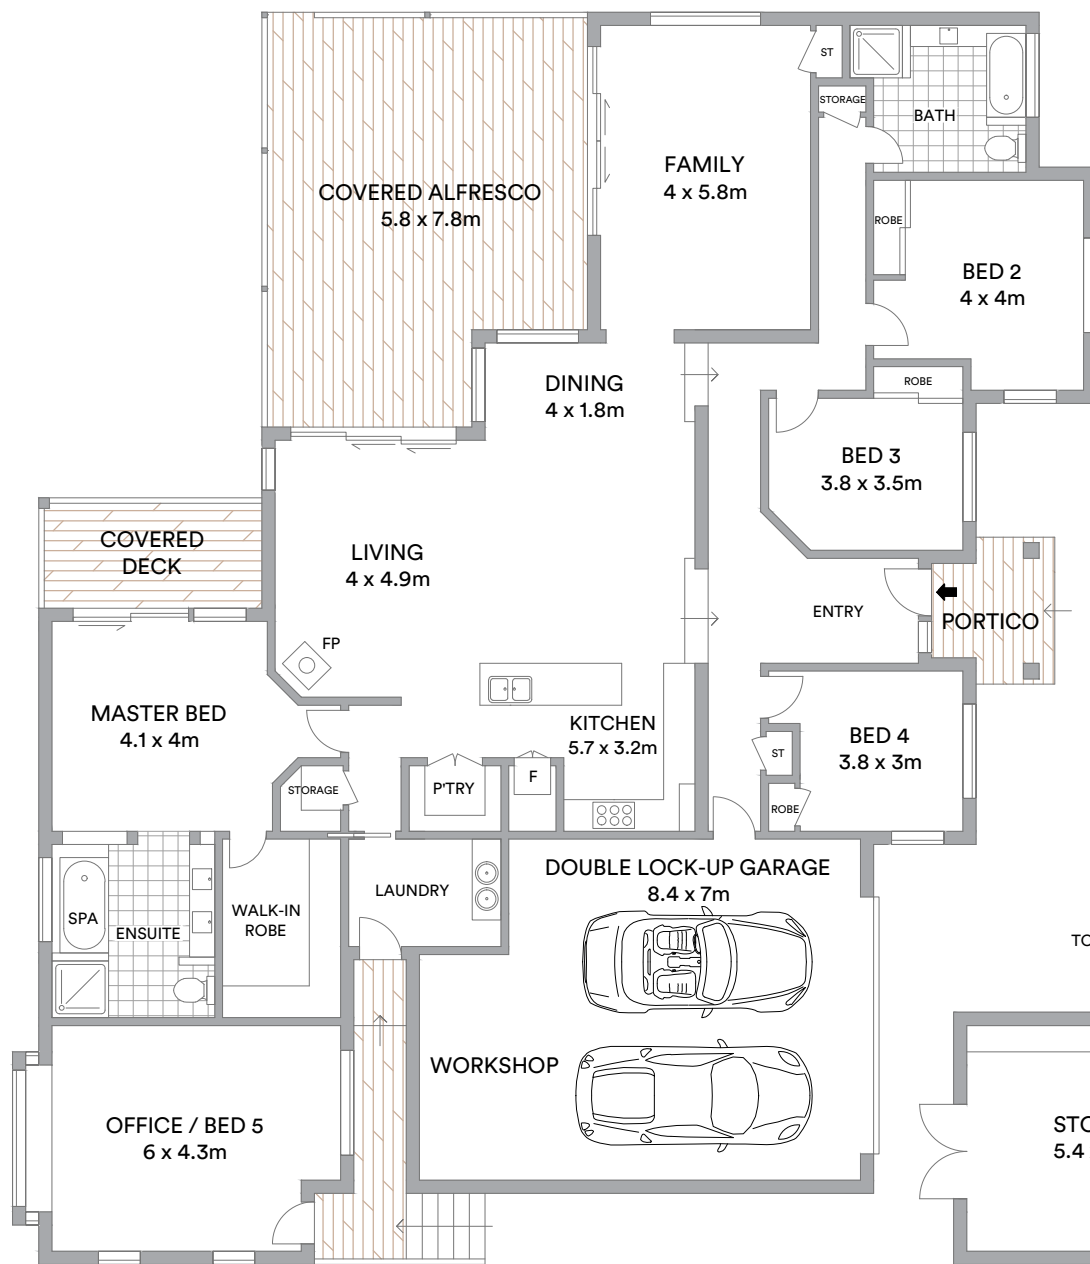 ST
STORAGE
BATH
FAMILY
4 x 5.8m
COVERED ALFRESCO
5.8 x 7.8m
ROBE
BED 2
4 x 4m
DINING
4 x 1.8m
ROBE
BED 3
3.8 x 3.5m
COVERED
DECK
LIVING
4 x 4.9m
ENTRY
PORTICO
FP
MASTER BED
4.1 x 4m
KITCHEN
5.7 x 3.2m
BED 4
3.8 x 3m
ST
STORAGE
P'TRY
F
ROBE
DOUBLE LOCK-UP GARAGE
8.4 x 7m
LAUNDRY
SPA
ENSUITE
WALK-IN
ROBE
WORKSHOP
OFFICE / BED 5
6 x 4.3m
5.4